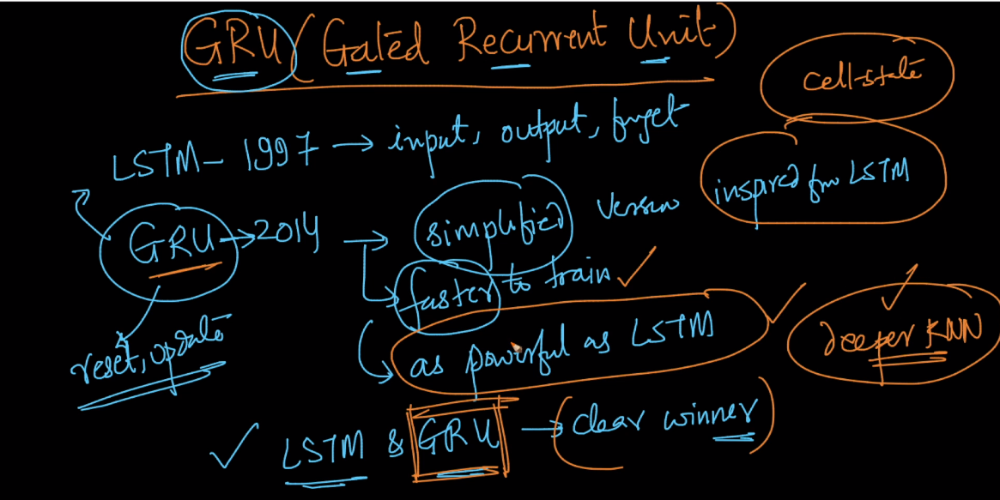 GRU (Gated Recurrent Unit)
cell-state
LSTM - 1997 → input, output, forget
inspired from LSTM
GRU → 2014 → simplified version
faster to train ✓
reset, update
as powerful as LSTM ✓
deeper RNN
✓ LSTM & GRU → (clear winner)